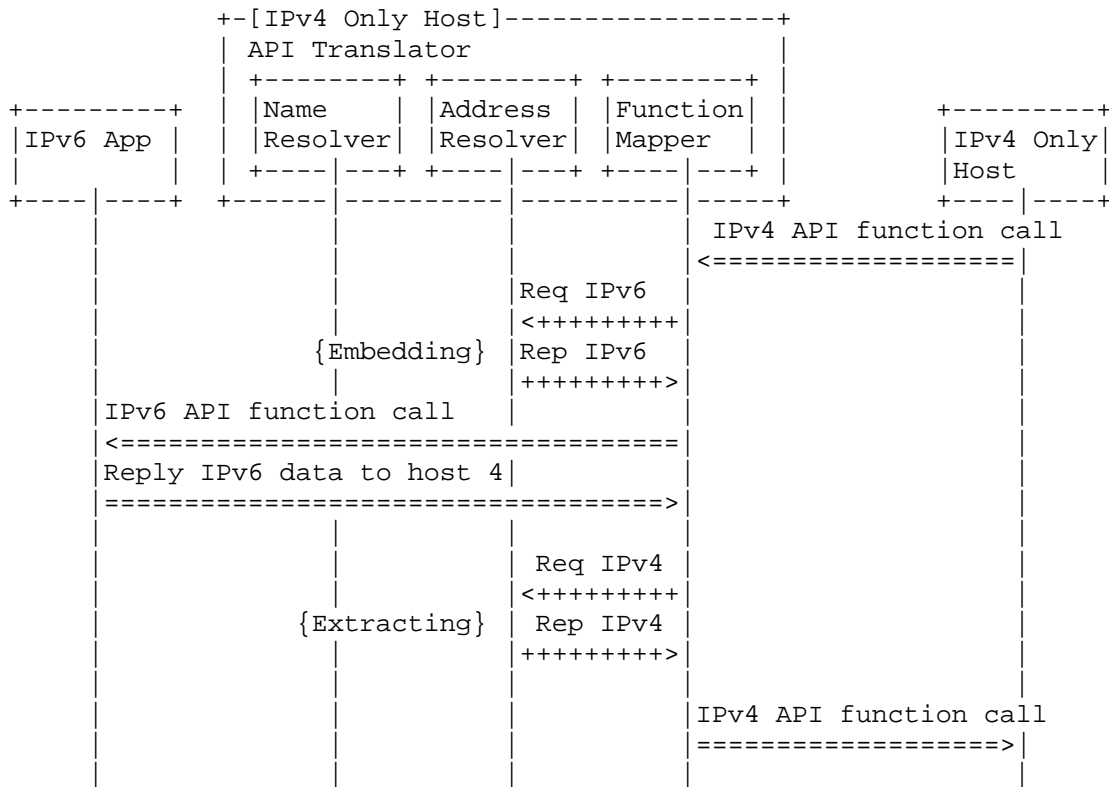 [IPv4 Only Host]
API Translator
Name Address Function
IPv6 App Resolver Resolver Mapper IPv4 Only
Host
IPv4 API function call
Req IPv6
{Embedding} Rep IPv6
IPv6 API function call
Reply IPv6 data to host 4
Req IPv4
{Extracting} Rep IPv4
IPv4 API function call